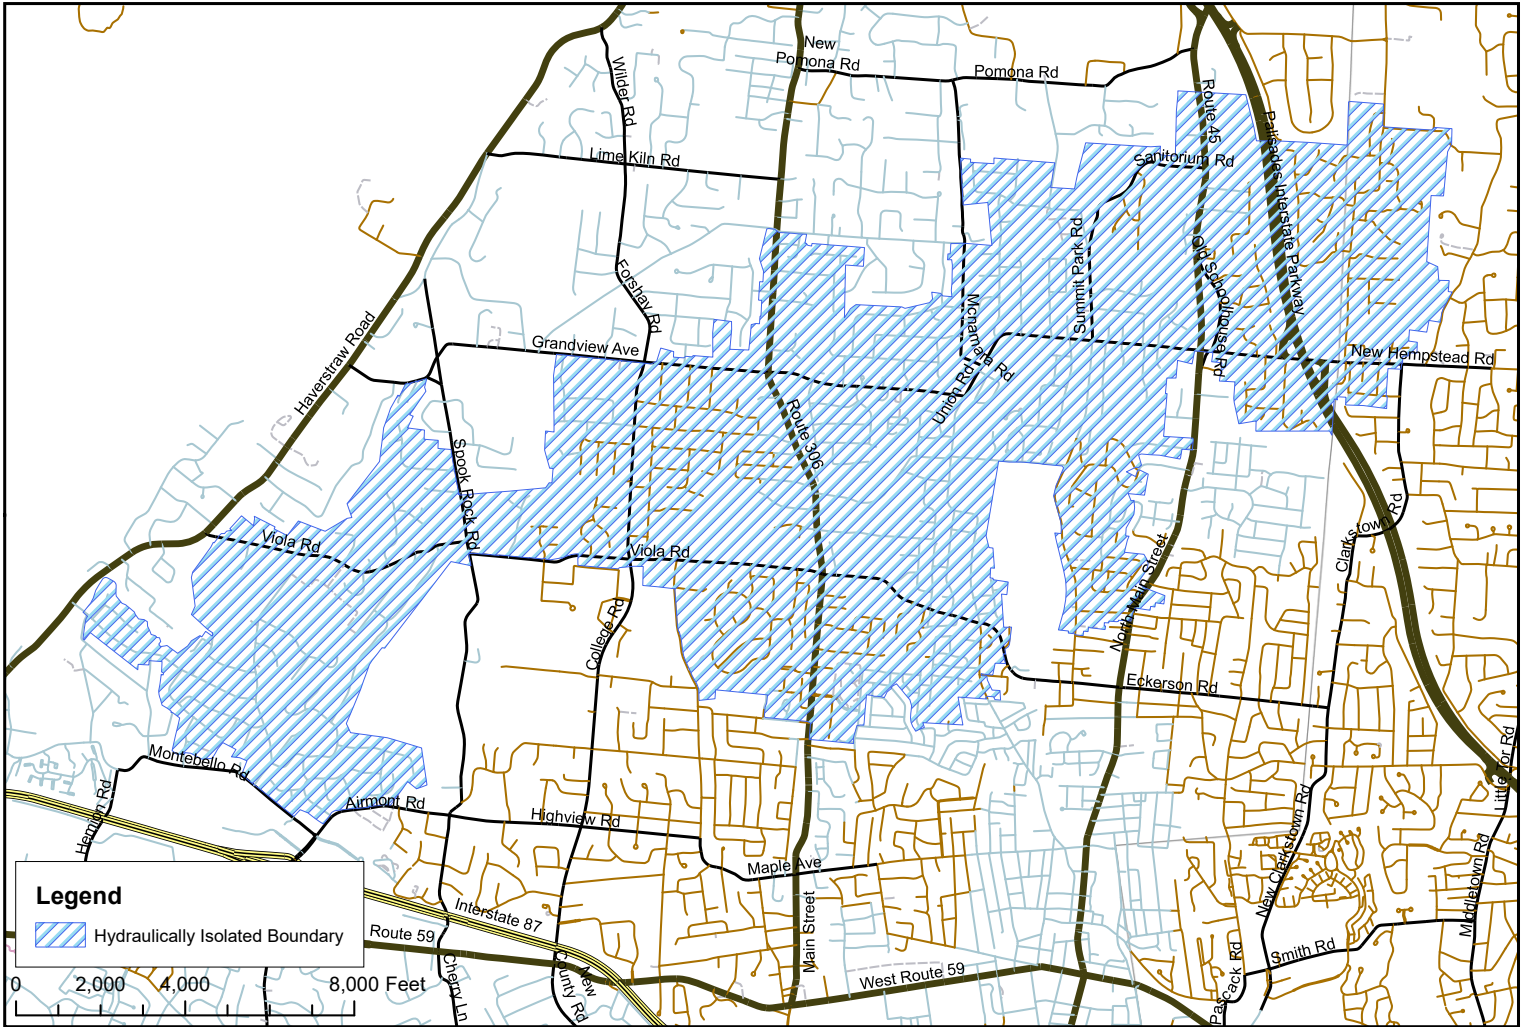 New
Pomona Rd
Pomona Rd
Wilder Rd
Route 45
Palisades Interstate Parkway
Lime Kiln Rd
Sanitorium Rd
Summit Park Rd
Old Schoolhouse Rd
Forshay Rd
Mcnamara Rd
Haverstraw Road
Grandview Ave
New Hempstead Rd
Union Rd
Route 306
Spook Rock Rd
Viola Rd
Viola Rd
Clarkstown Rd
North Main Street
College Rd
Eckerson Rd
Little Tor Rd
Montebello Rd
Hemion Rd
Airmont Rd
Highview Rd
New Clarkstown Rd
Maple Ave
Middletown Rd
Legend
Hydraulically Isolated Boundary
Interstate 87
Route 59
Main Street
Smith Rd
West Route 59
Pascack Rd
Cherry Ln
New
County Rd
0 2,000 4,000 8,000 Feet